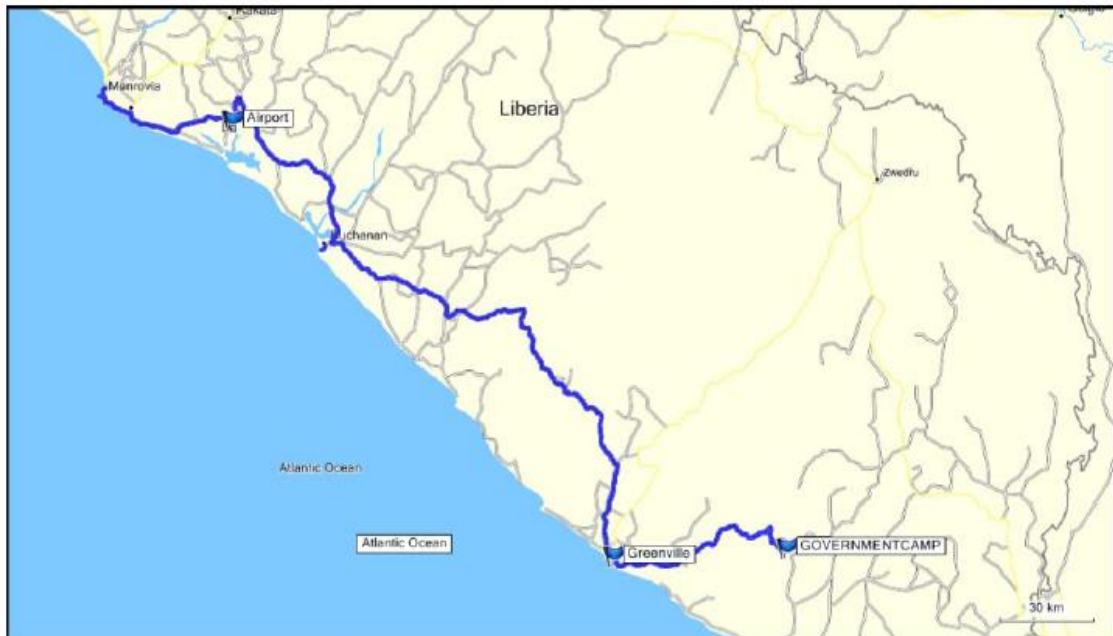 Kakata
Monrovia
Airport
Liberia
Zwedru
Buchanan
Atlantic Ocean
Atlantic Ocean
Greenville
GOVERNMENTCAMP
30 km